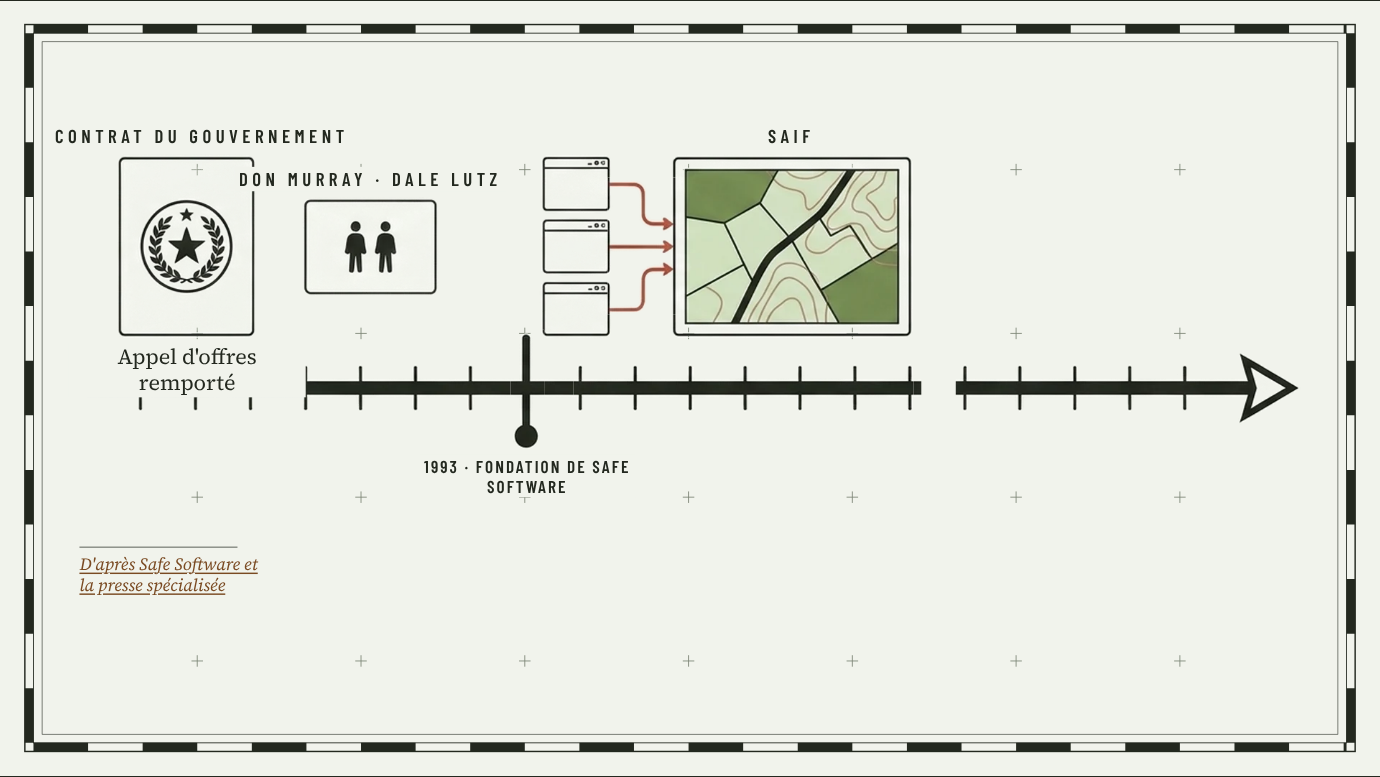 CONTRAT DU GOUVERNEMENT
SAIF
DON MURRAY · DALE LUTZ
Appel d'offres
remporté
1993 · FONDATION DE SAFE
SOFTWARE
D'après Safe Software et
la presse spécialisée